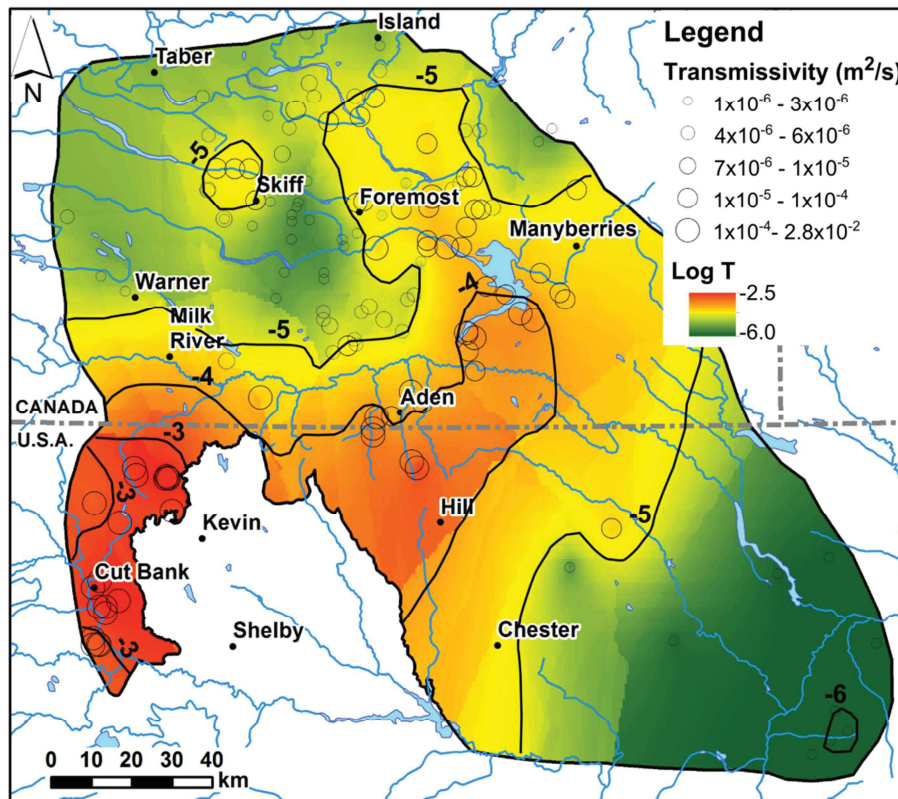 Island
Legend
Taber
Transmissivity (m²/s)
N
-5
1x10⁻⁶ - 3x10⁻⁶
4x10⁻⁶ - 6x10⁻⁶
-5
7x10⁻⁶ - 1x10⁻⁵
Skiff
1x10⁻⁵ - 1x10⁻⁴
Foremost
1x10⁻⁴- 2.8x10⁻²
Manyberries
Log T
-2.5
-6.0
Warner
-4
Milk
River
-5
-4
Aden
CANADA
U.S.A.
-3
-3
Hill
-5
Kevin
Cut Bank
Shelby
Chester
-3
-6
0 10 20 30 40
km